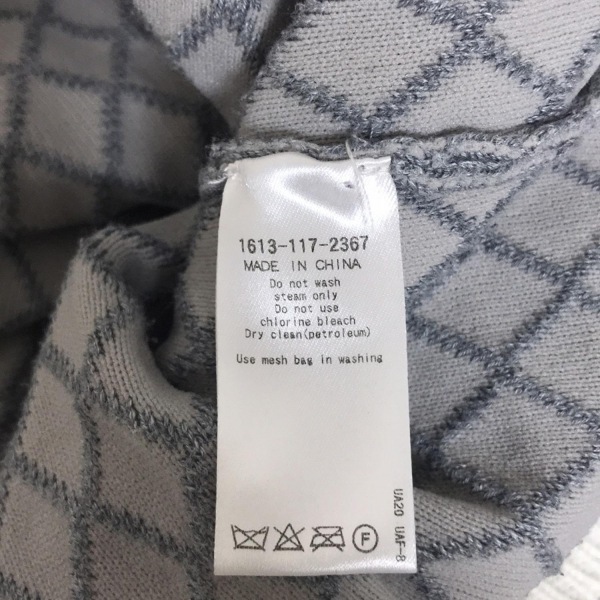 1613-117-2367
MADE IN CHINA
Do not wash
steam only
Do not use
chlorine bleach
Dry clean(petroleum)
Use mesh bag in washing
F
UA20 UAF-8